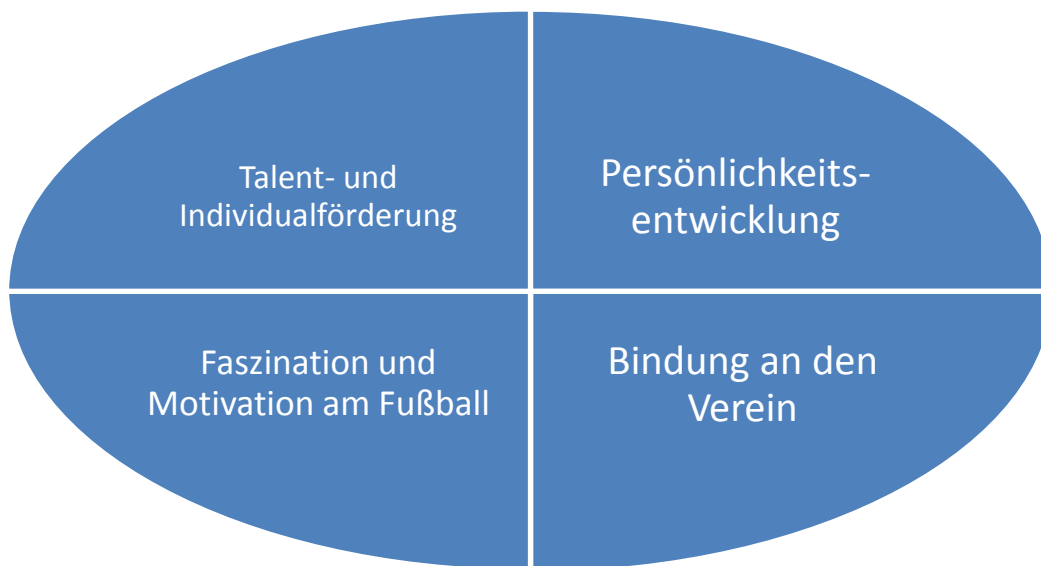 Talent- und
Individualförderung
Persönlichkeits-
entwicklung
Faszination und
Motivation am Fußball
Bindung an den
Verein